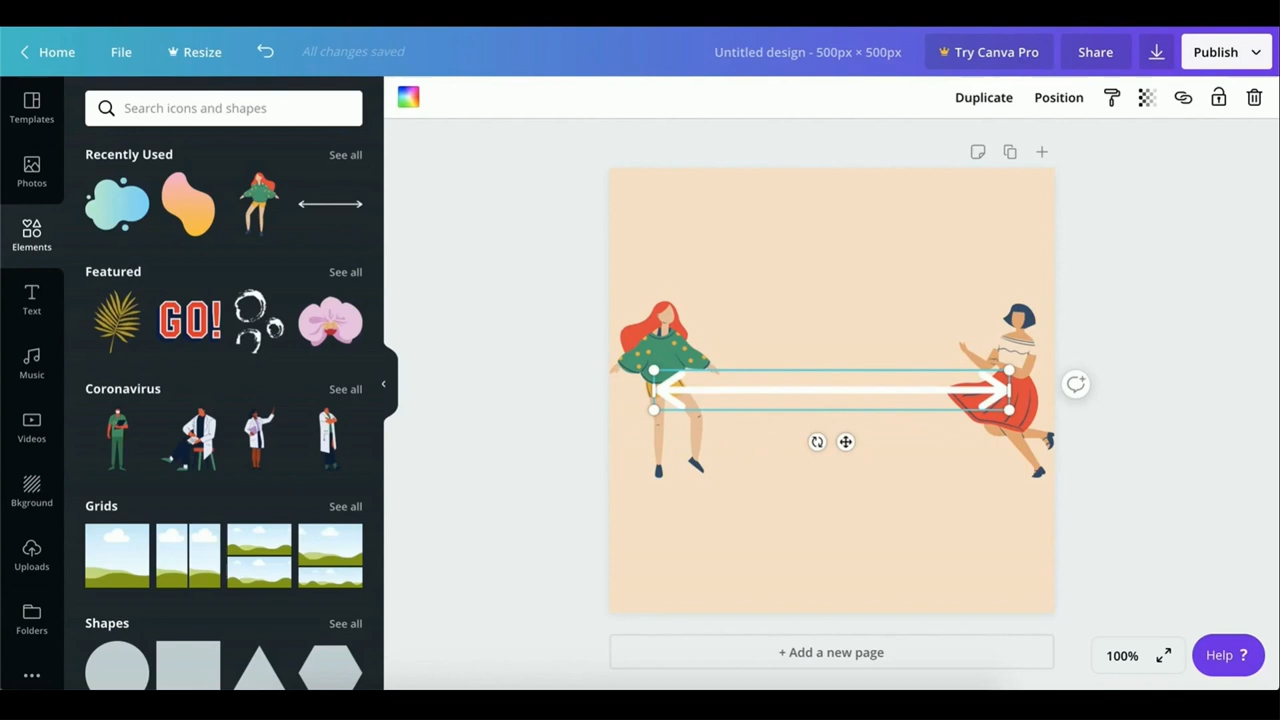 Home File Resize All changes saved Untitled design - 500px × 500px Try Canva Pro Share Publish
Templates
Photos
Elements
Text
Music
Videos
Bkground
Uploads
Folders
Search icons and shapes
Recently Used See all
Featured See all
GO!
Coronavirus See all
Grids See all
Shapes See all
Duplicate Position
+ Add a new page
100% Help ?